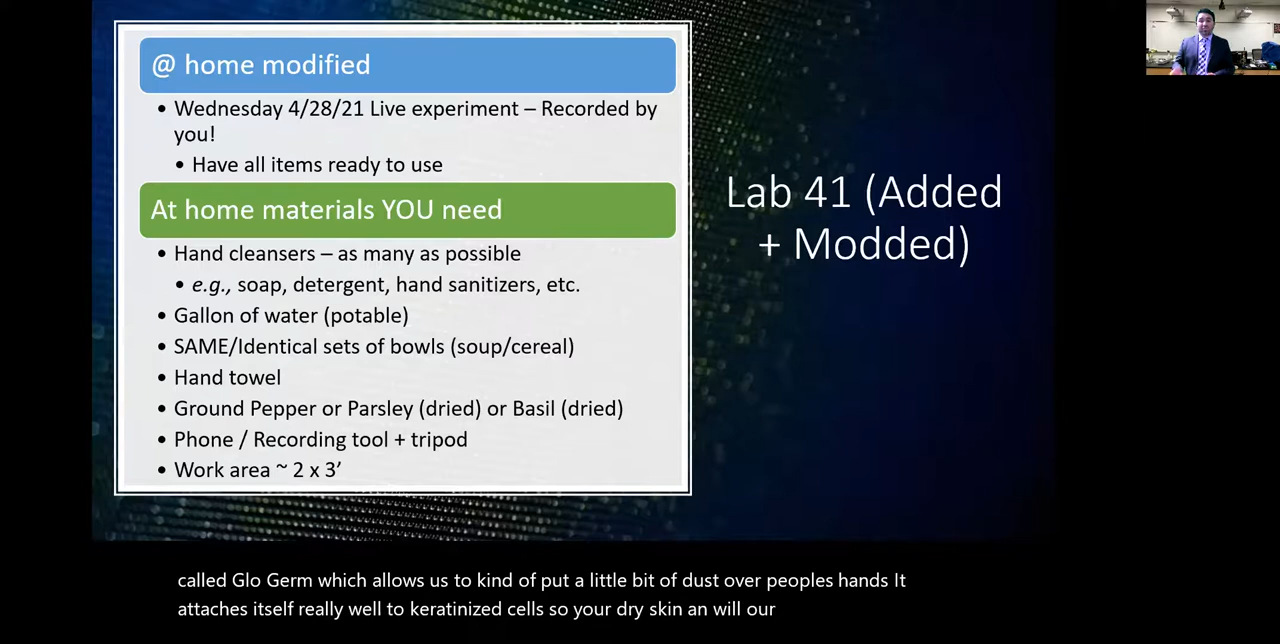 @ home modified
• Wednesday 4/28/21 Live experiment – Recorded by
you!
• Have all items ready to use
At home materials YOU need
• Hand cleansers – as many as possible
• e.g., soap, detergent, hand sanitizers, etc.
• Gallon of water (potable)
• SAME/Identical sets of bowls (soup/cereal)
• Hand towel
• Ground Pepper or Parsley (dried) or Basil (dried)
• Phone / Recording tool + tripod
• Work area ~ 2 x 3’
Lab 41 (Added
+ Modded)
called Glo Germ which allows us to kind of put a little bit of dust over peoples hands It
attaches itself really well to keratinized cells so your dry skin an will our